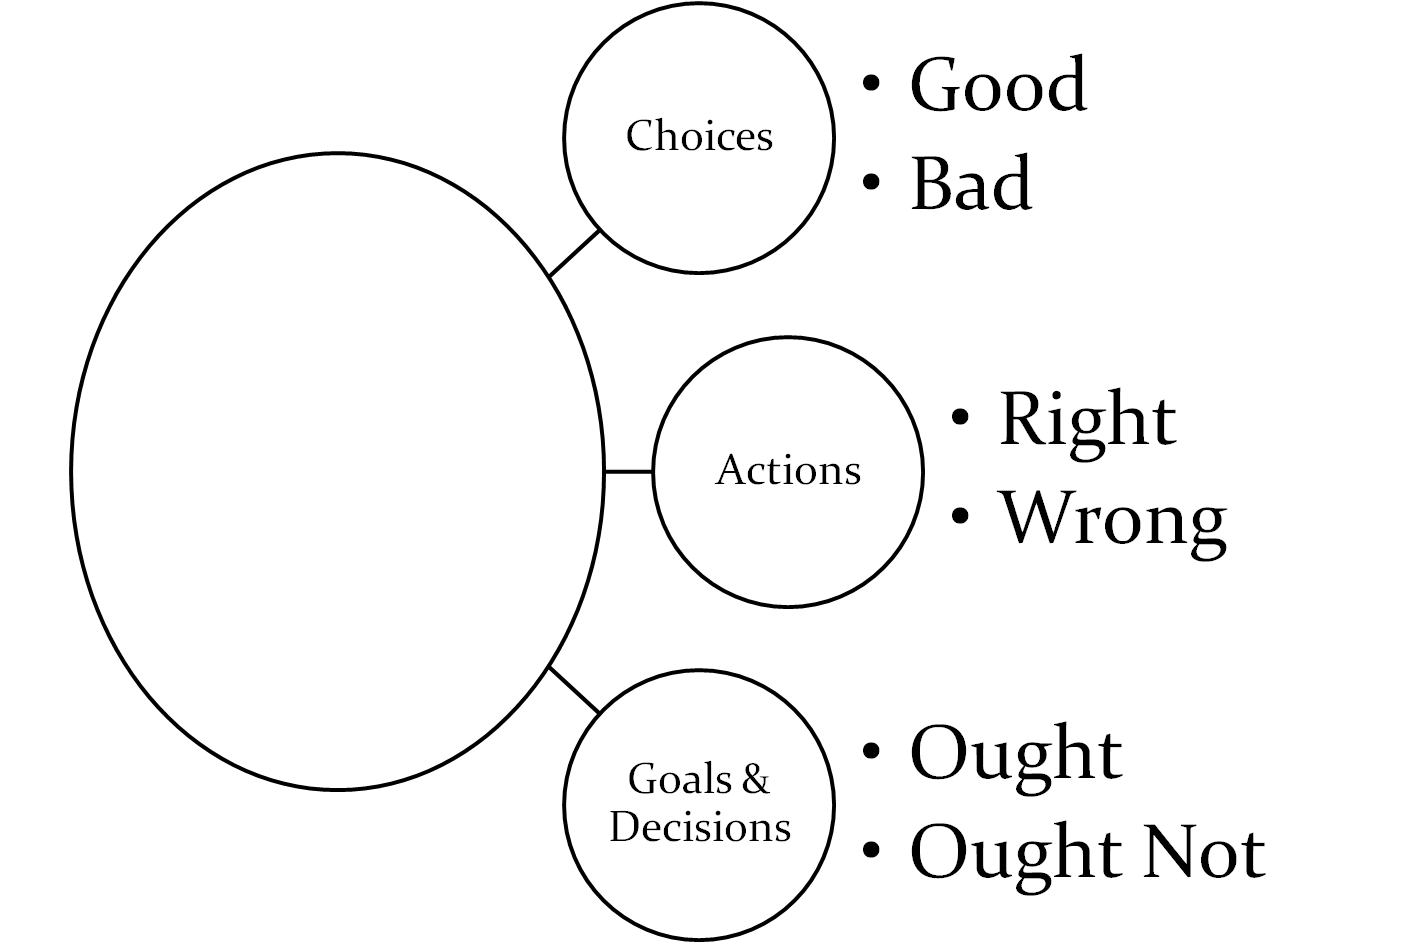 Choices
• Good
• Bad
Actions
• Right
• Wrong
Goals &
Decisions
• Ought
• Ought Not